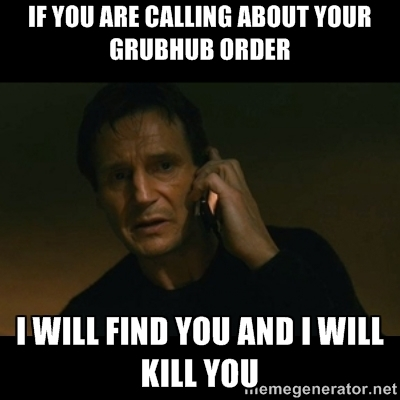 IF YOU ARE CALLING ABOUT YOUR
GRUBHUB ORDER
I WILL FIND YOU AND I WILL
KILL YOU
memegenerator.net